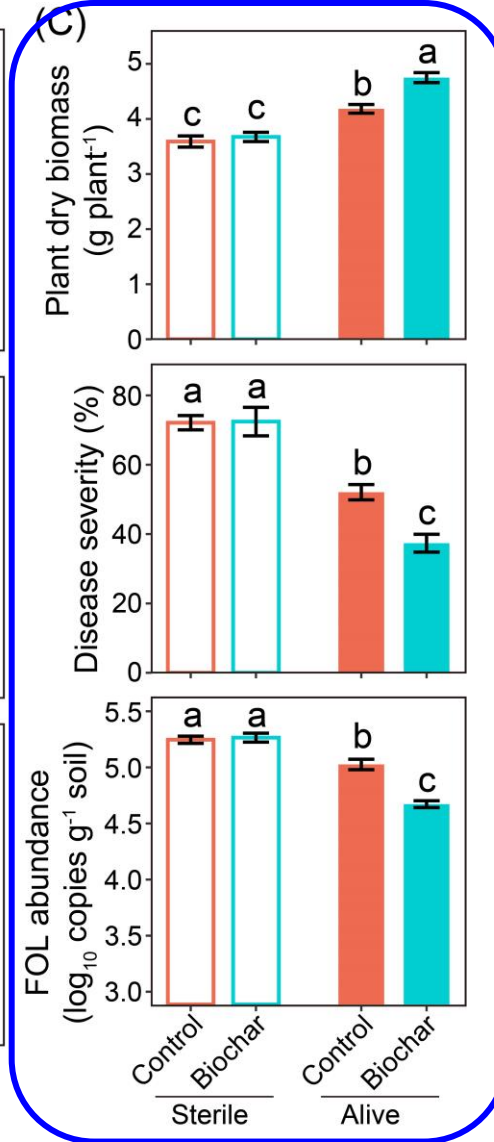 (C)
Plant dry biomass
(g plant⁻¹)
5
4
3
2
1
0
c
c
b
a
Disease severity (%)
80
60
40
20
0
a
a
b
c
FOL abundance
(log₁₀ copies g⁻¹ soil)
5.5
5.0
4.5
4.0
3.5
3.0
a
a
b
c
Control
Biochar
Control
Biochar
Sterile
Alive